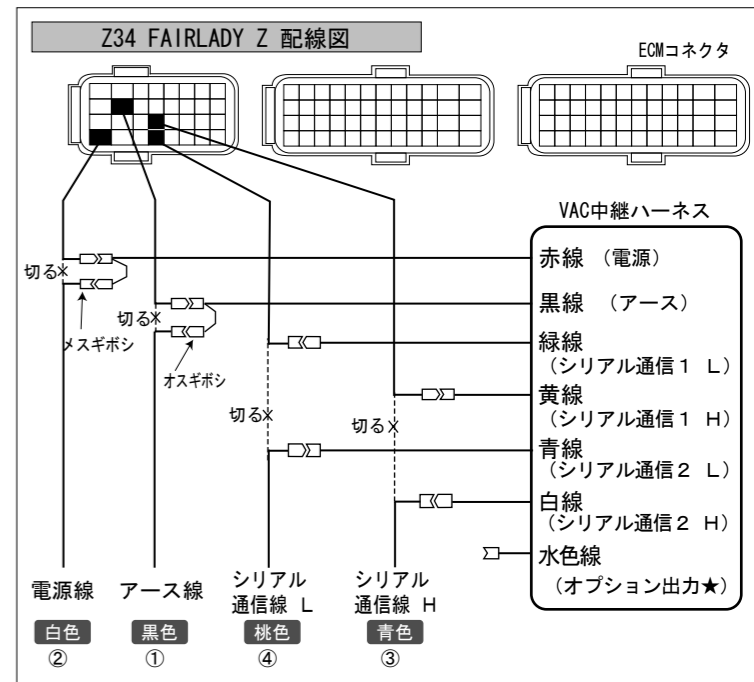 Z34 FAIRLADY Z 配線図
ECMコネクタ
VAC中継ハーネス
赤線 （電源）
切る×
黒線 （アース）
切る×
メスギボシ
緑線
（シリアル通信１ Ｌ）
オスギボシ
黄線
（シリアル通信１ Ｈ）
切る×
切る×
青線
（シリアル通信２ Ｌ）
白線
（シリアル通信２ Ｈ）
水色線
（オプション出力★）
電源線
アース線
シリアル
通信線 Ｌ
シリアル
通信線 Ｈ
白色
黒色
桃色
青色
②
①
④
③